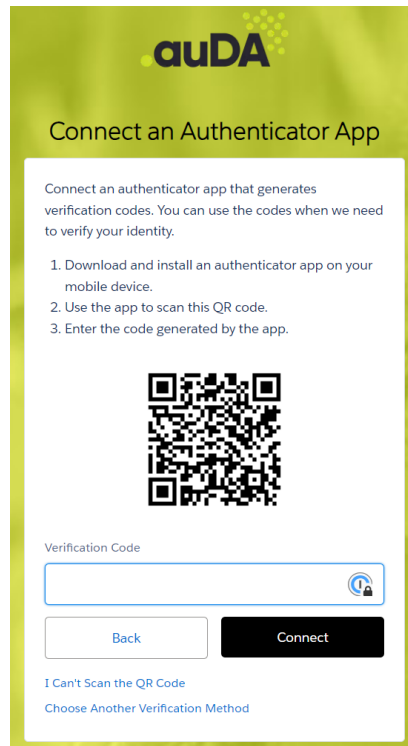 .auDA
Connect an Authenticator App
Connect an authenticator app that generates
verification codes. You can use the codes when we need
to verify your identity.
1. Download and install an authenticator app on your
mobile device.
2. Use the app to scan this QR code.
3. Enter the code generated by the app.
Verification Code
Back
Connect
I Can't Scan the QR Code
Choose Another Verification Method